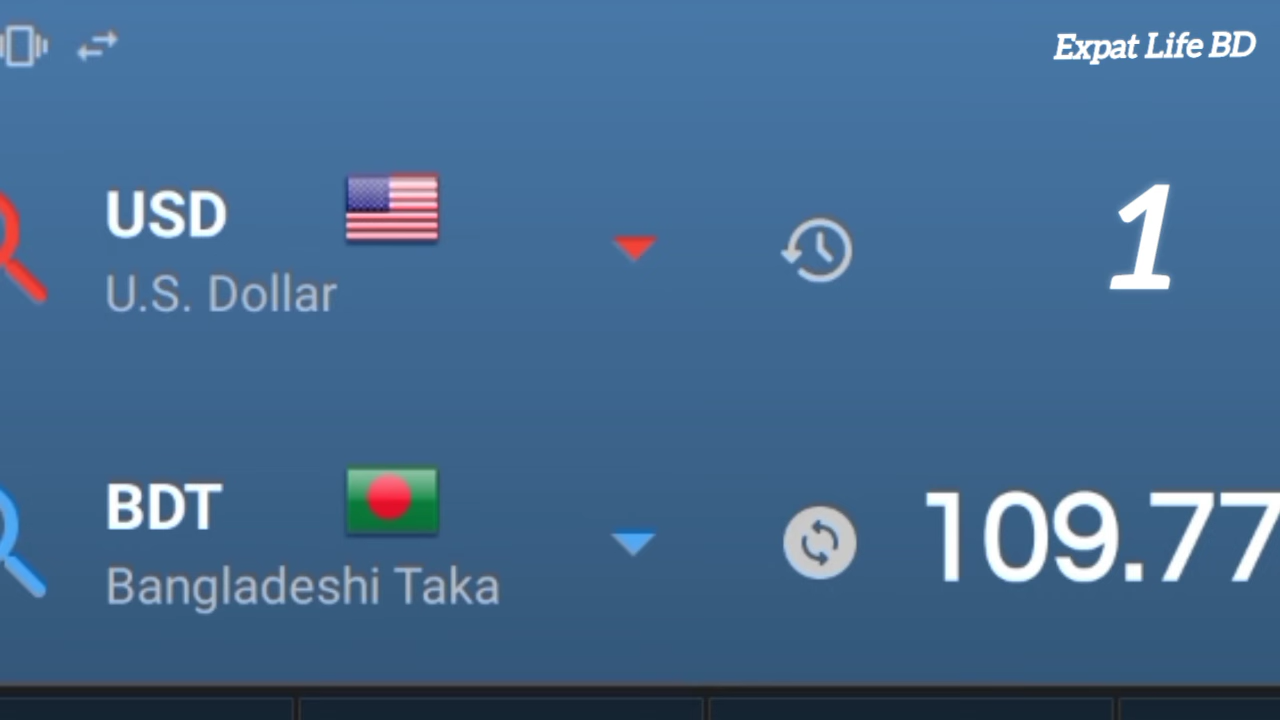 Expat Life BD
USD
U.S. Dollar
1
BDT
Bangladeshi Taka
109.77